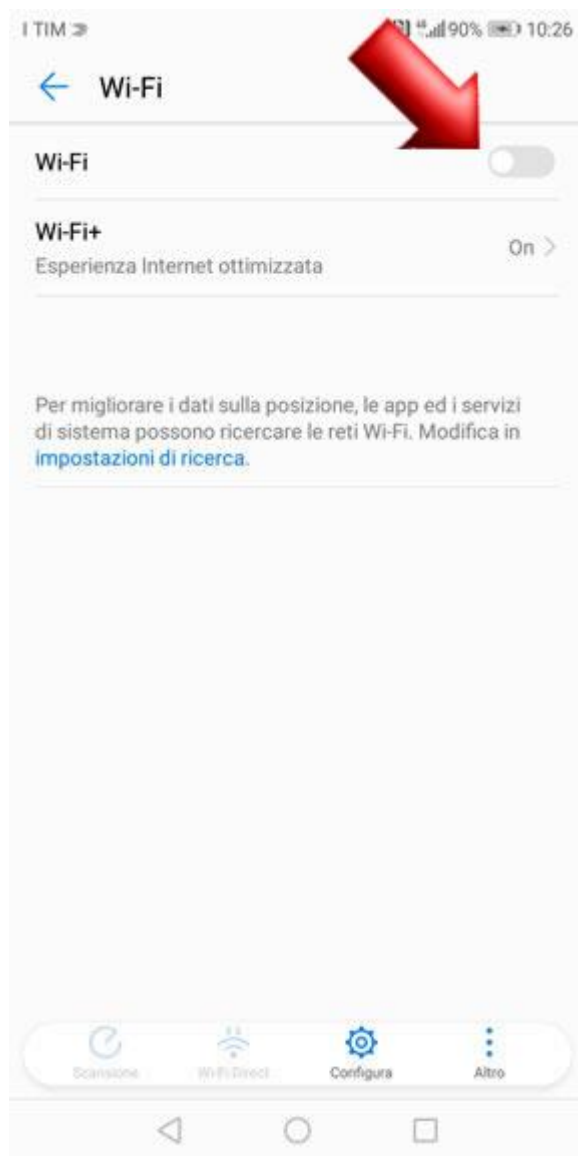 I TIM
90% 10:26
Wi-Fi
Wi-Fi
Wi-Fi+
Esperienza Internet ottimizzata
On
Per migliorare i dati sulla posizione, le app ed i servizi
di sistema possono ricercare le reti Wi-Fi. Modifica in
impostazioni di ricerca.
Scansione Wi-Fi Direct Configura Altro